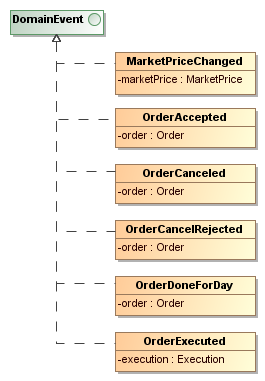 DomainEvent
MarketPriceChanged
-marketPrice : MarketPrice
OrderAccepted
-order : Order
OrderCanceled
-order : Order
OrderCancelRejected
-order : Order
OrderDoneForDay
-order : Order
OrderExecuted
-execution : Execution